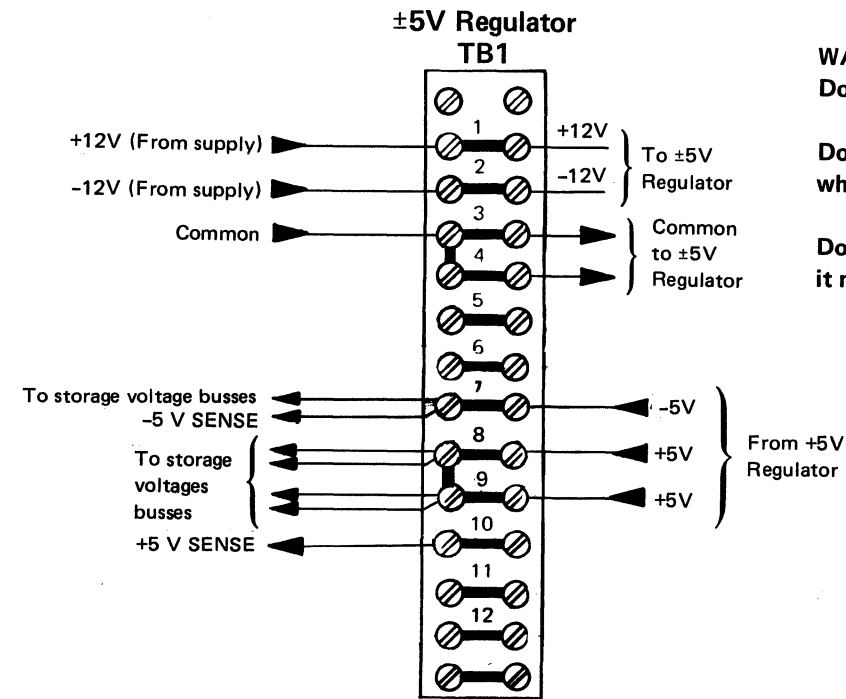 ±5V Regulator
TB1
+12V (From supply)
-12V (From supply)
Common
1
2
3
4
5
6
7
8
9
10
11
12
+12V
-12V
To ±5V
Regulator
Common
to ±5V
Regulator
To storage voltage busses
-5 V SENSE
To storage
voltages
busses
+5 V SENSE
-5V
+5V
+5V
From +5V
Regulator
Do
wh
Do
it